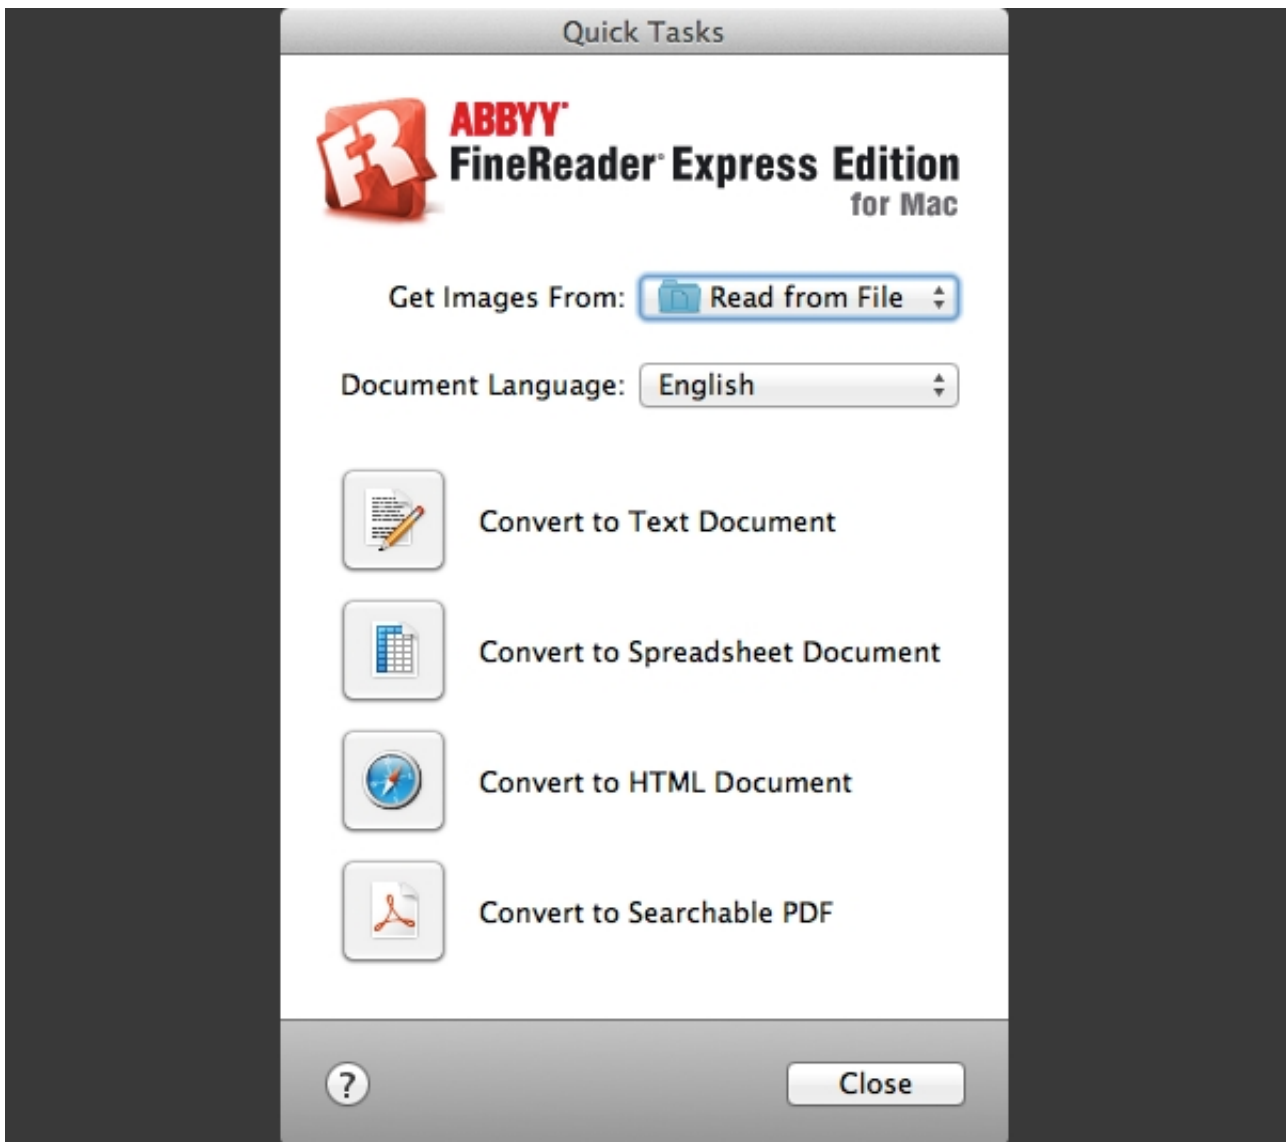 Quick Tasks
ABBYY®
FineReader® Express Edition
for Mac
Get Images From: Read from File
Document Language: English
Convert to Text Document
Convert to Spreadsheet Document
Convert to HTML Document
Convert to Searchable PDF
? Close